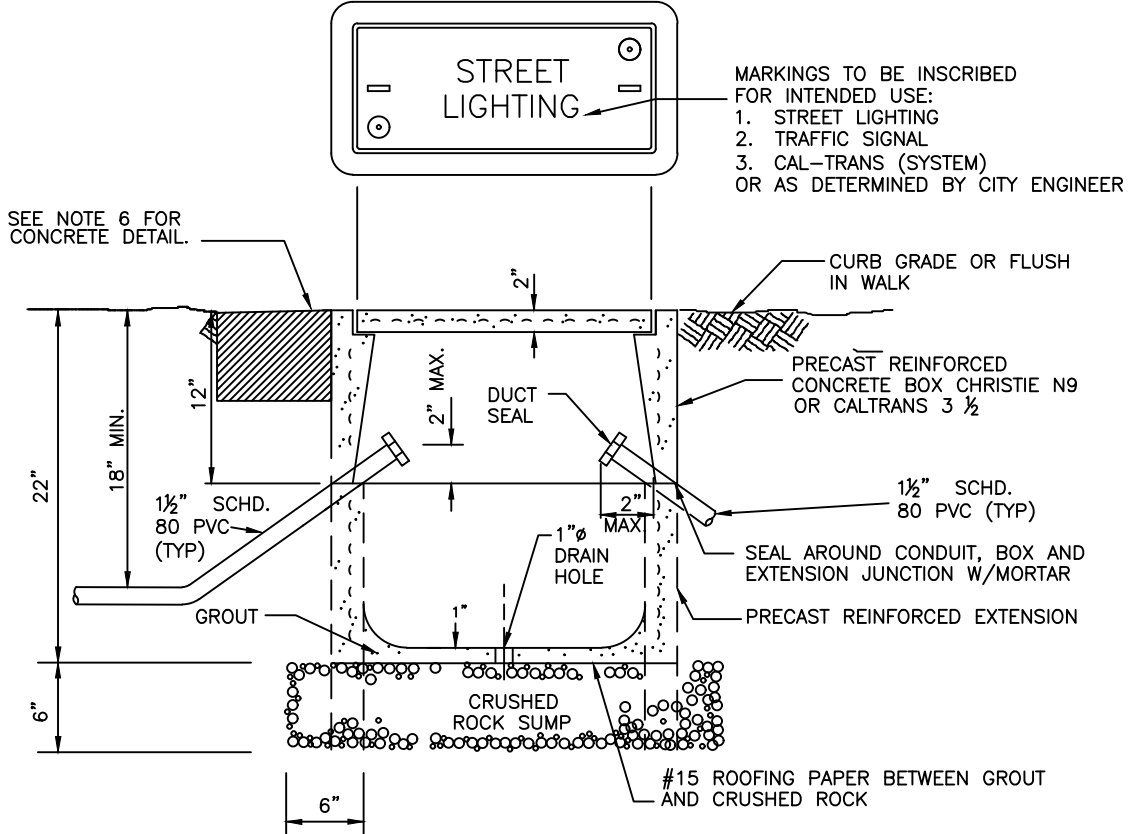 STREET
LIGHTING
MARKINGS TO BE INSCRIBED
FOR INTENDED USE:
1. STREET LIGHTING
2. TRAFFIC SIGNAL
3. CAL-TRANS (SYSTEM)
OR AS DETERMINED BY CITY ENGINEER
SEE NOTE 6 FOR
CONCRETE DETAIL.
CURB GRADE OR FLUSH
IN WALK
2"
PRECAST REINFORCED
CONCRETE BOX CHRISTIE N9
OR CALTRANS 3 ½
DUCT
SEAL
2" MAX.
12"
18" MIN.
22"
1½" SCHD.
80 PVC
(TYP)
2"
MAX
1½" SCHD.
80 PVC (TYP)
1"ø
DRAIN
HOLE
SEAL AROUND CONDUIT, BOX AND
EXTENSION JUNCTION W/MORTAR
GROUT
1"
PRECAST REINFORCED EXTENSION
6"
CRUSHED
ROCK SUMP
#15 ROOFING PAPER BETWEEN GROUT
AND CRUSHED ROCK
6"